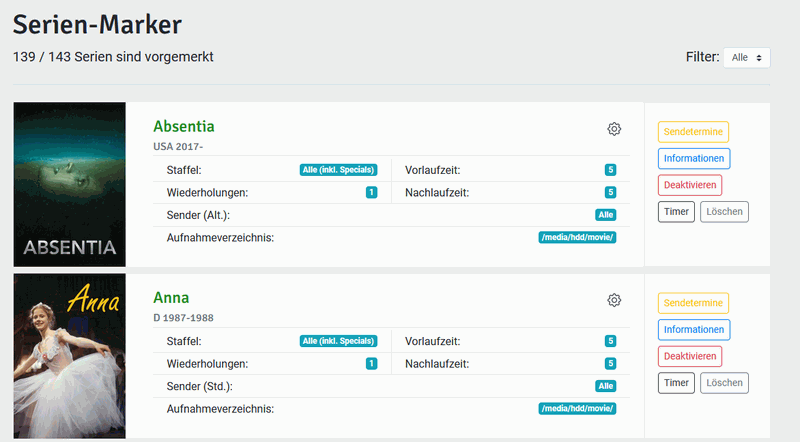 Serien-Marker
139 / 143 Serien sind vorgemerkt
Filter: Alle
ABSENTIA
Absentia
USA 2017-
Staffel: Alle (inkl. Specials) Vorlaufzeit: 5
Wiederholungen: 1 Nachlaufzeit: 5
Sender (Alt.): Alle
Aufnahmeverzeichnis: /media/hdd/movie/
Sendetermine
Informationen
Deaktivieren
Timer Löschen
Anna
Anna
D 1987-1988
Staffel: Alle (inkl. Specials) Vorlaufzeit: 5
Wiederholungen: 1 Nachlaufzeit: 5
Sender (Std.): Alle
Aufnahmeverzeichnis: /media/hdd/movie/
Sendetermine
Informationen
Deaktivieren
Timer Löschen